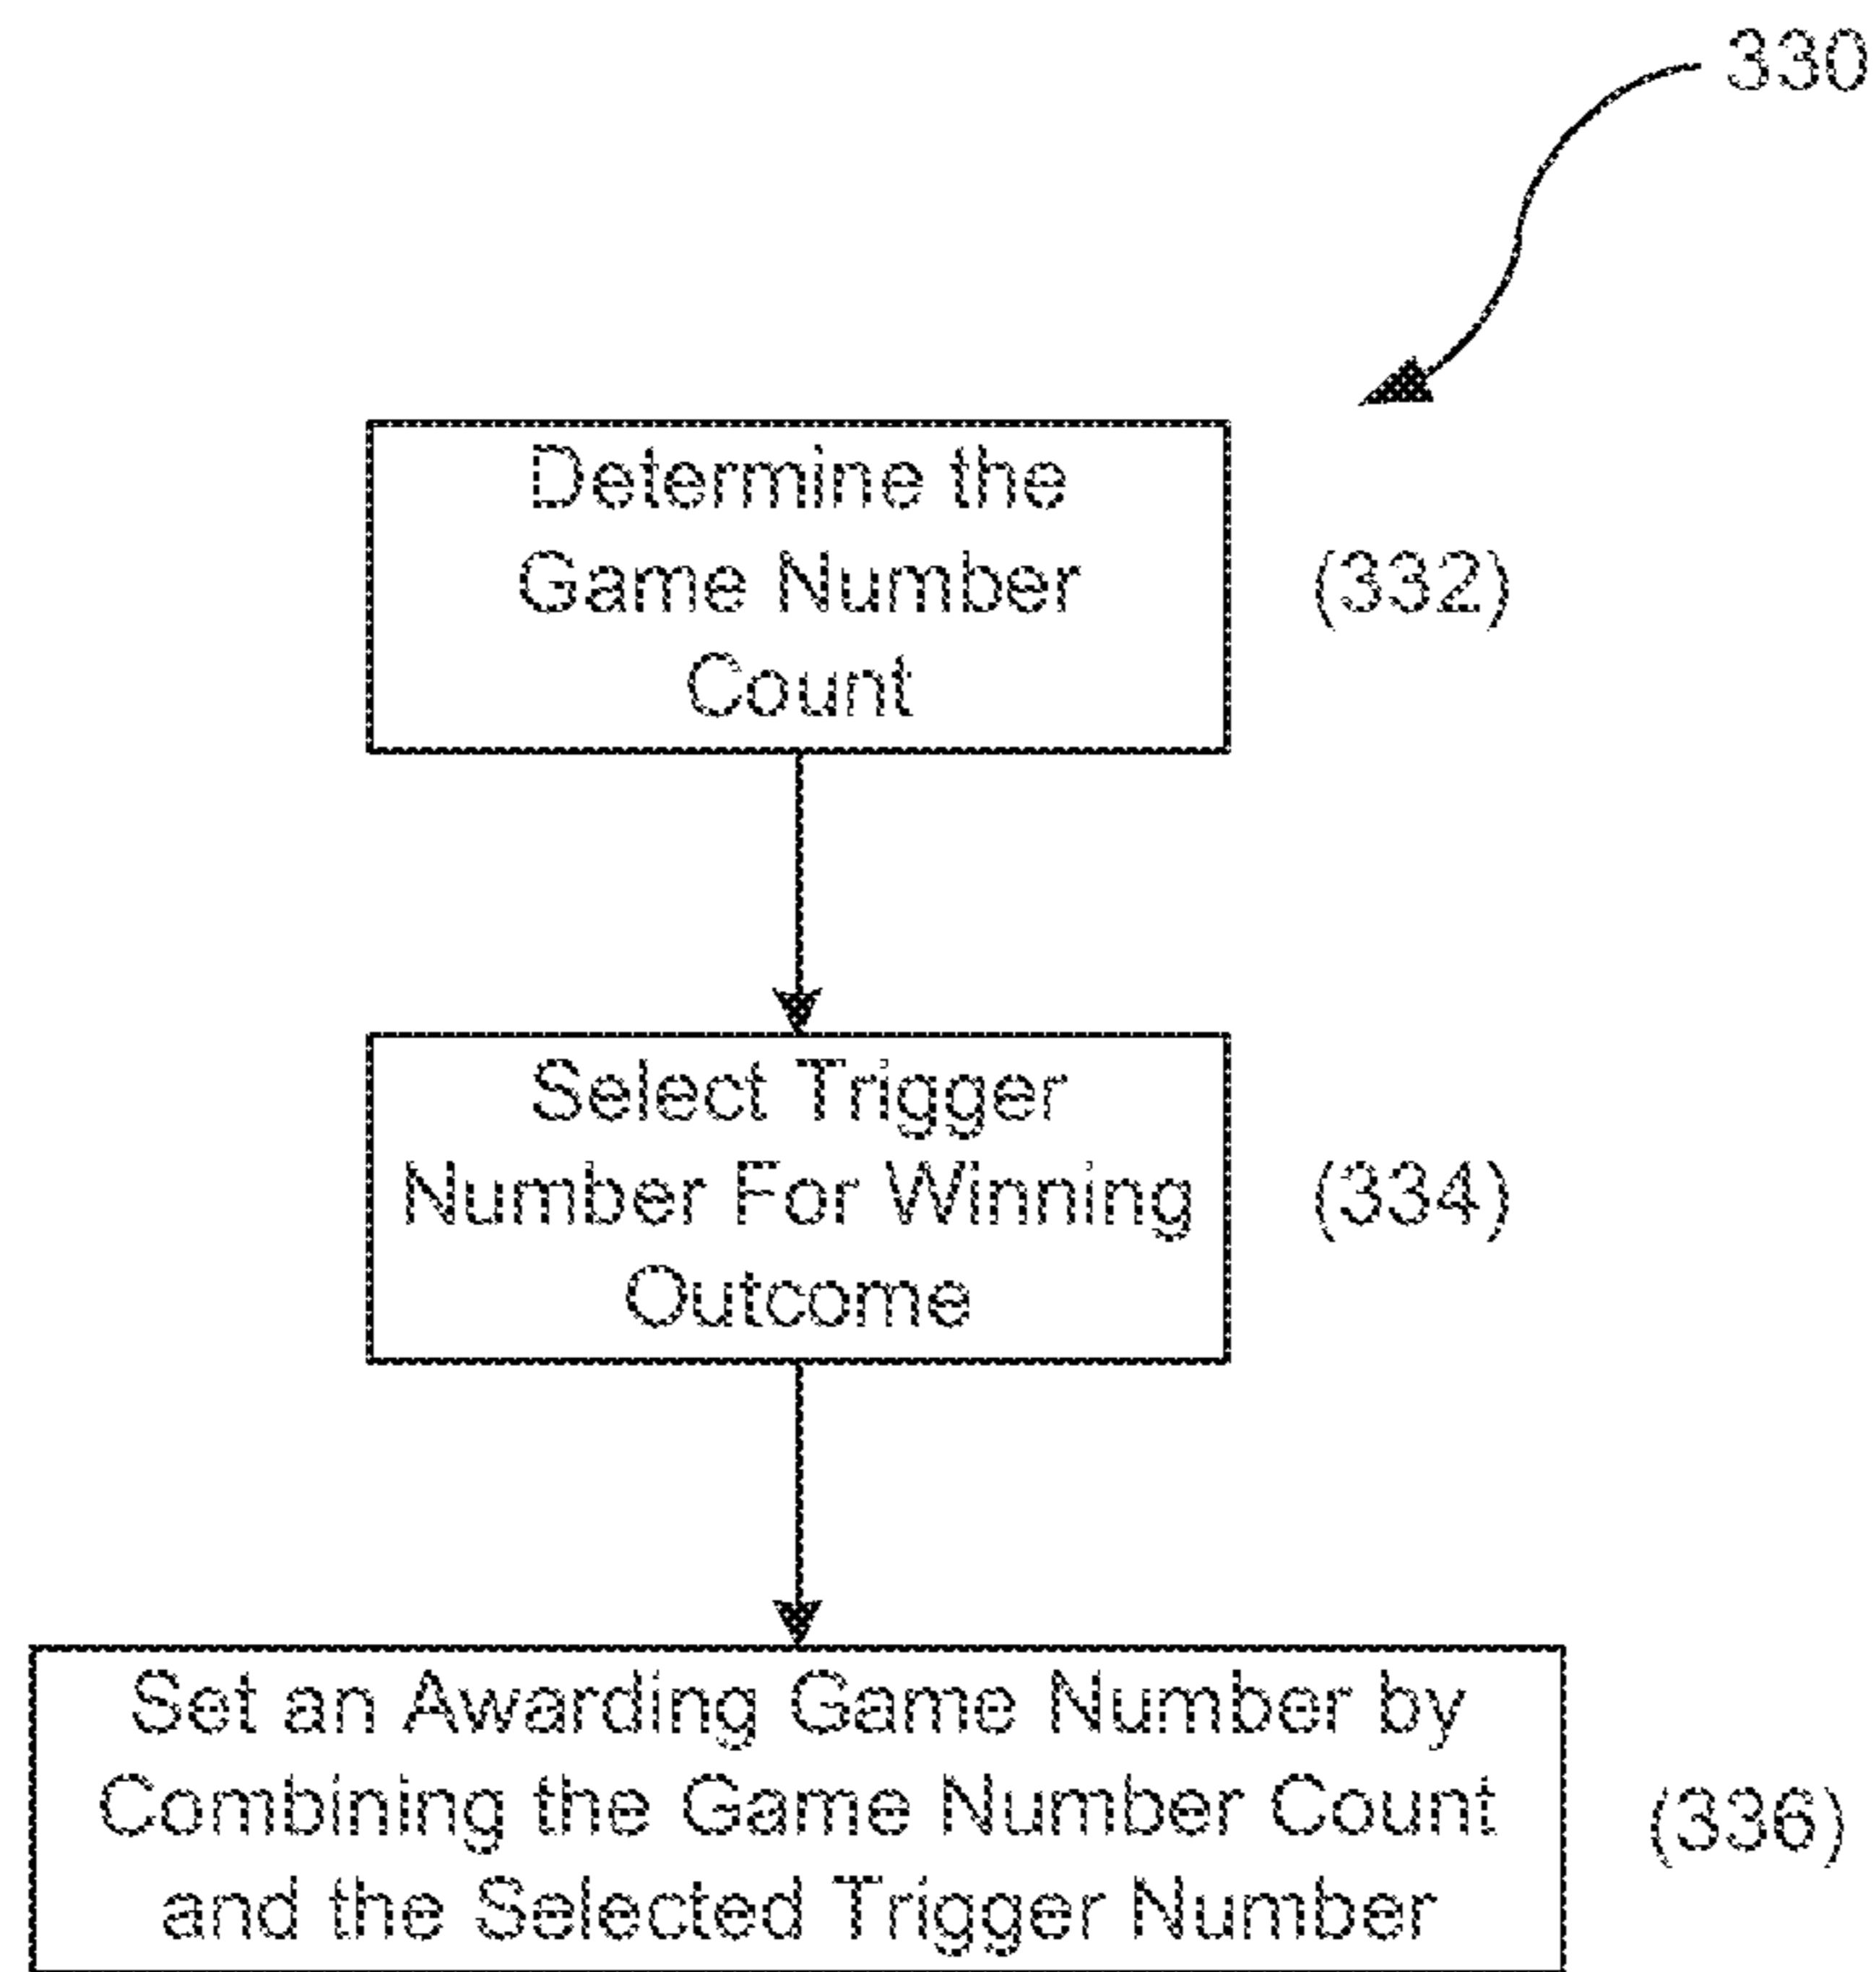 330
Determine the
Game Number
Count
(332)
Select Trigger
Number For Winning
Outcome
(334)
Set an Awarding Game Number by
Combining the Game Number Count
and the Selected Trigger Number
(336)